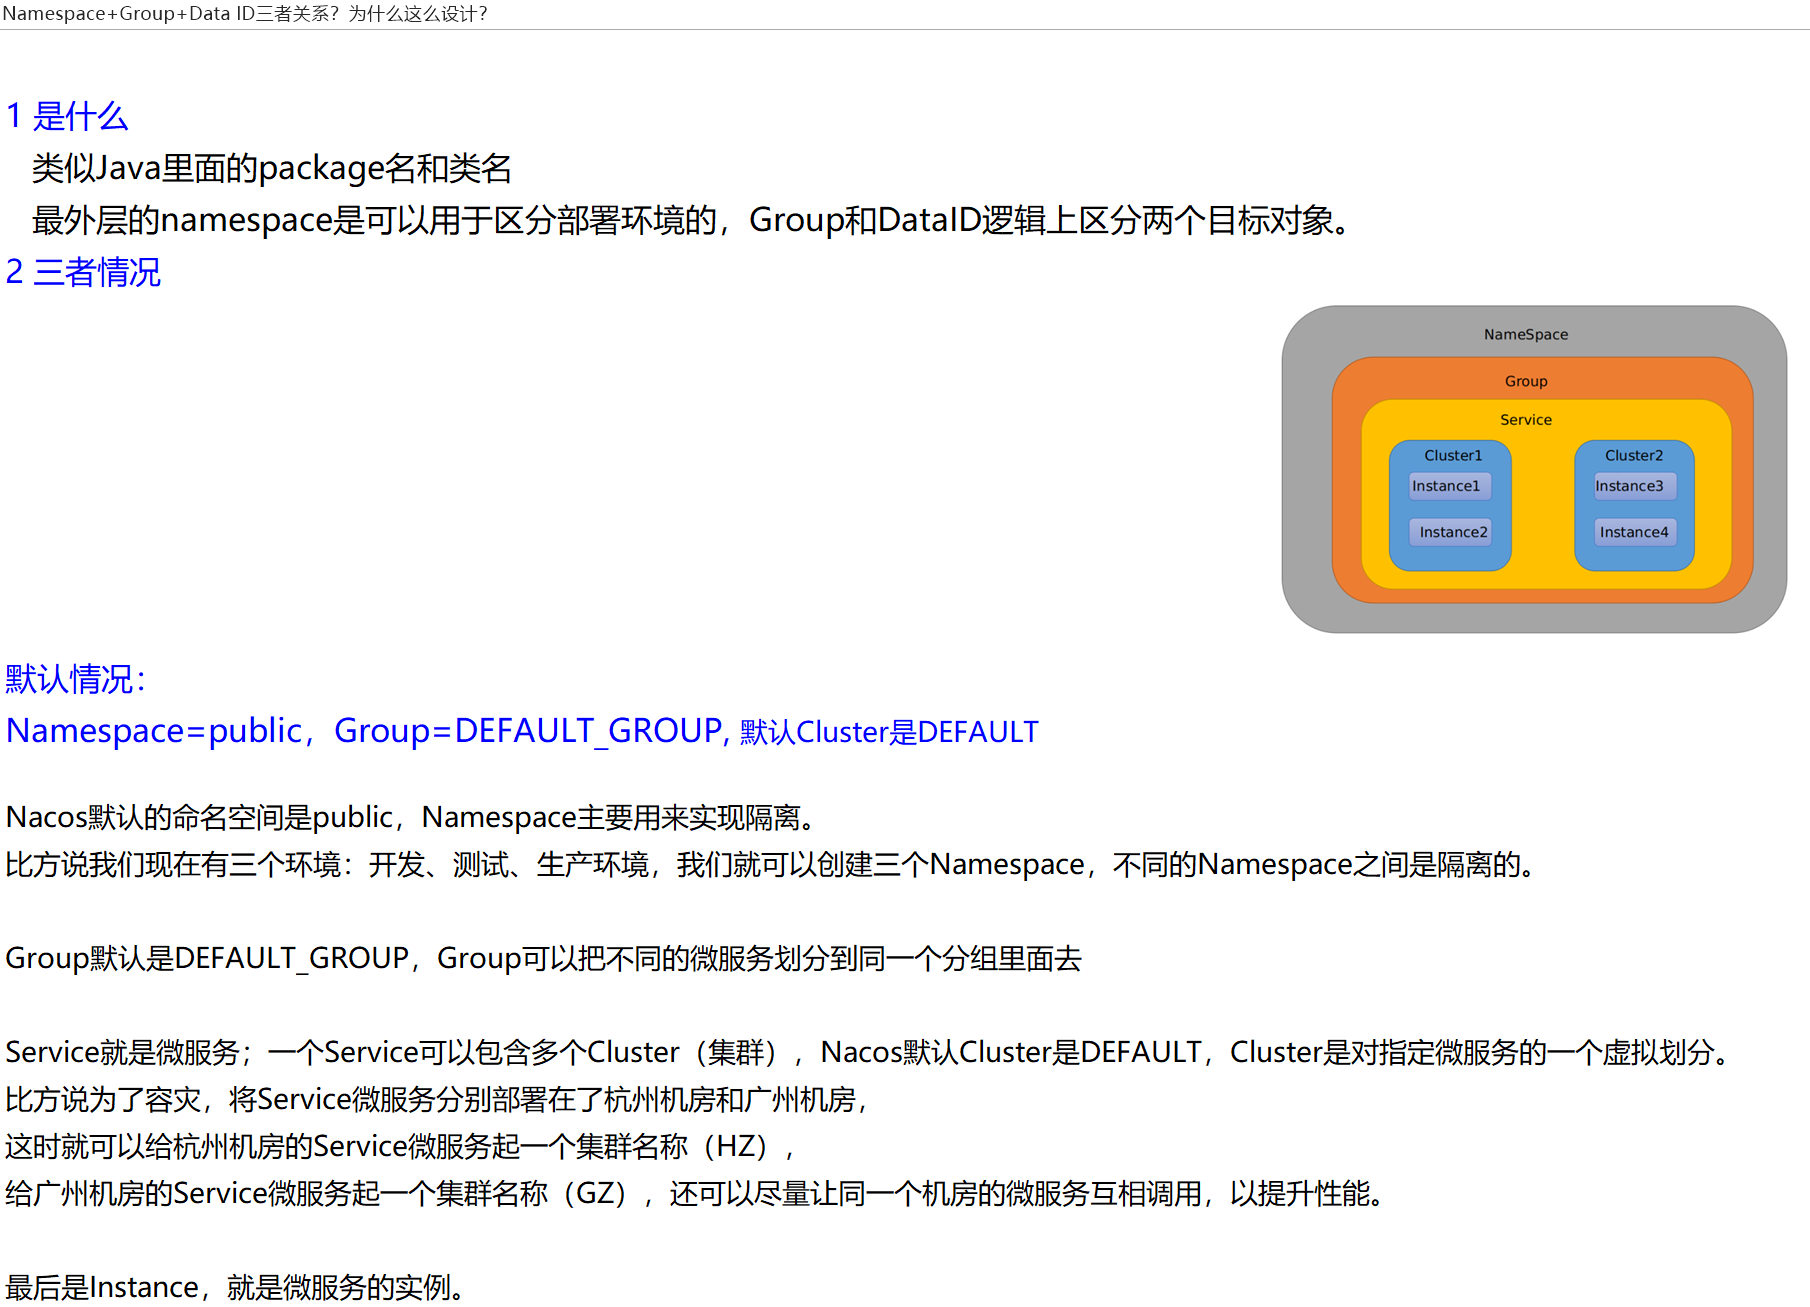 Namespace+Group+Data ID三者关系？为什么这么设计？
1 是什么
类似Java里面的package名和类名
最外层的namespace是可以用于区分部署环境的，Group和DataID逻辑上区分两个目标对象。
2 三者情况
NameSpace
Group
Service
Cluster1 Cluster2
Instance1 Instance3
Instance2 Instance4
默认情况：
Namespace=public，Group=DEFAULT_GROUP, 默认Cluster是DEFAULT
Nacos默认的命名空间是public，Namespace主要用来实现隔离。
比方说我们现在有三个环境：开发、测试、生产环境，我们就可以创建三个Namespace，不同的Namespace之间是隔离的。
Group默认是DEFAULT_GROUP，Group可以把不同的微服务划分到同一个分组里面去
Service就是微服务；一个Service可以包含多个Cluster（集群），Nacos默认Cluster是DEFAULT，Cluster是对指定微服务的一个虚拟划分。
比方说为了容灾，将Service微服务分别部署在了杭州机房和广州机房，
这时就可以给杭州机房的Service微服务起一个集群名称（HZ），
给广州机房的Service微服务起一个集群名称（GZ），还可以尽量让同一个机房的微服务互相调用，以提升性能。
最后是Instance，就是微服务的实例。